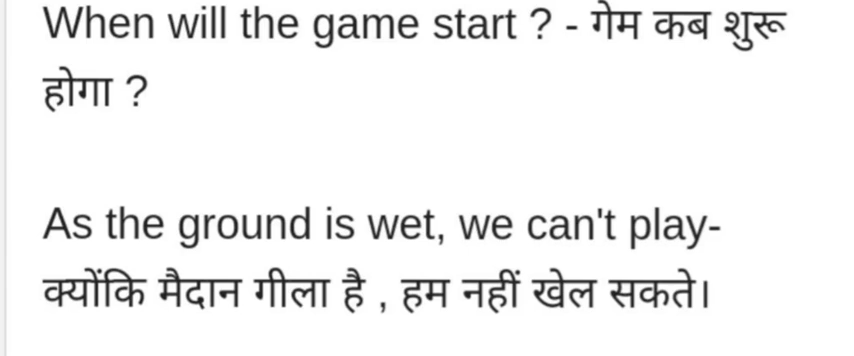 When will the game start ? - गेम कब शुरू
होगा ?
As the ground is wet, we can't play-
क्योंकि मैदान गीला है , हम नहीं खेल सकते।